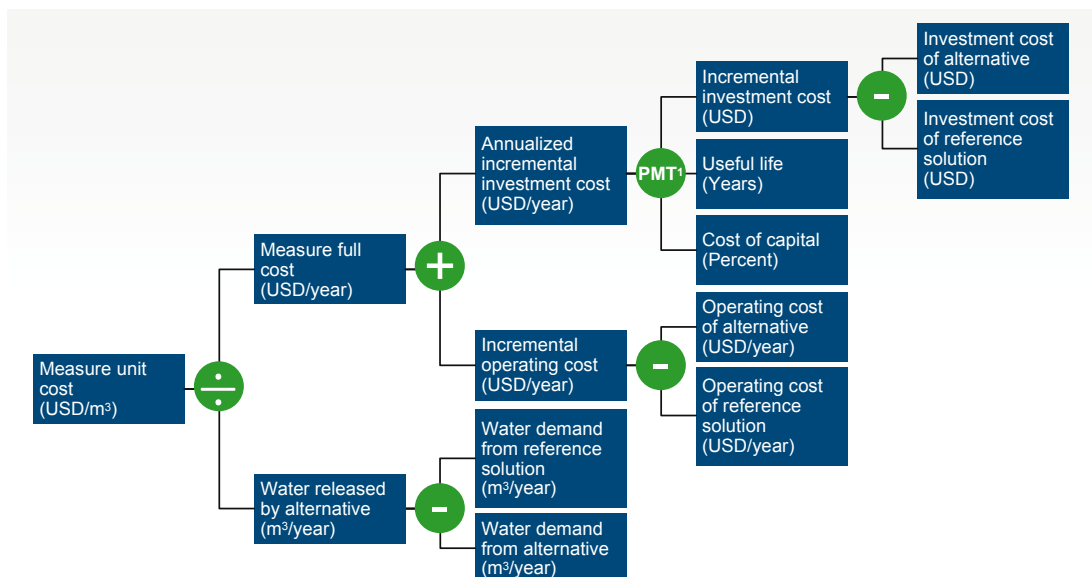 Measure unit
cost
(USD/m³)
÷
Measure full
cost
(USD/year)
+
Annualized
incremental
investment cost
(USD/year)
PMT¹
Incremental
investment cost
(USD)
-
Investment cost
of alternative
(USD)
Investment cost
of reference
solution
(USD)
Useful life
(Years)
Cost of capital
(Percent)
Incremental
operating cost
(USD/year)
-
Operating cost
of alternative
(USD/year)
Operating cost
of reference
solution
(USD/year)
Water released
by alternative
(m³/year)
-
Water demand
from reference
solution
(m³/year)
Water demand
from alternative
(m³/year)